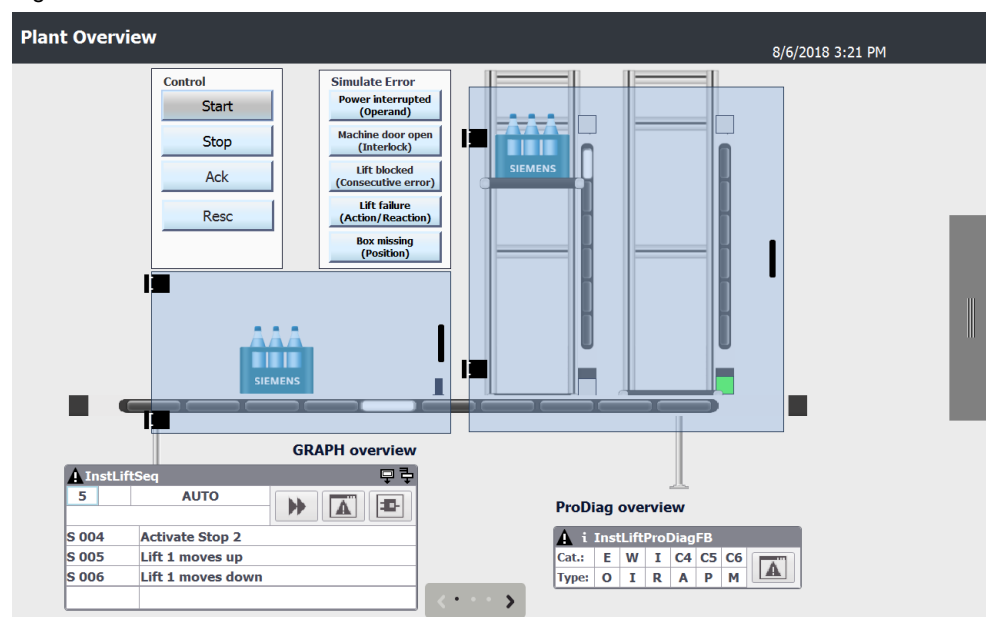 Plant Overview
8/6/2018 3:21 PM
Control
Start
Stop
Ack
Resc
Simulate Error
Power interrupted
(Operand)
Machine door open
(Interlock)
Lift blocked
(Consecutive error)
Lift failure
(Action/Reaction)
Box missing
(Position)
SIEMENS
SIEMENS
GRAPH overview
InstLiftSeq
5 AUTO
S 004 Activate Stop 2
S 005 Lift 1 moves up
S 006 Lift 1 moves down
ProDiag overview
i InstLiftProDiagFB
Cat.: E W I C4 C5 C6
Type: O I R A P M